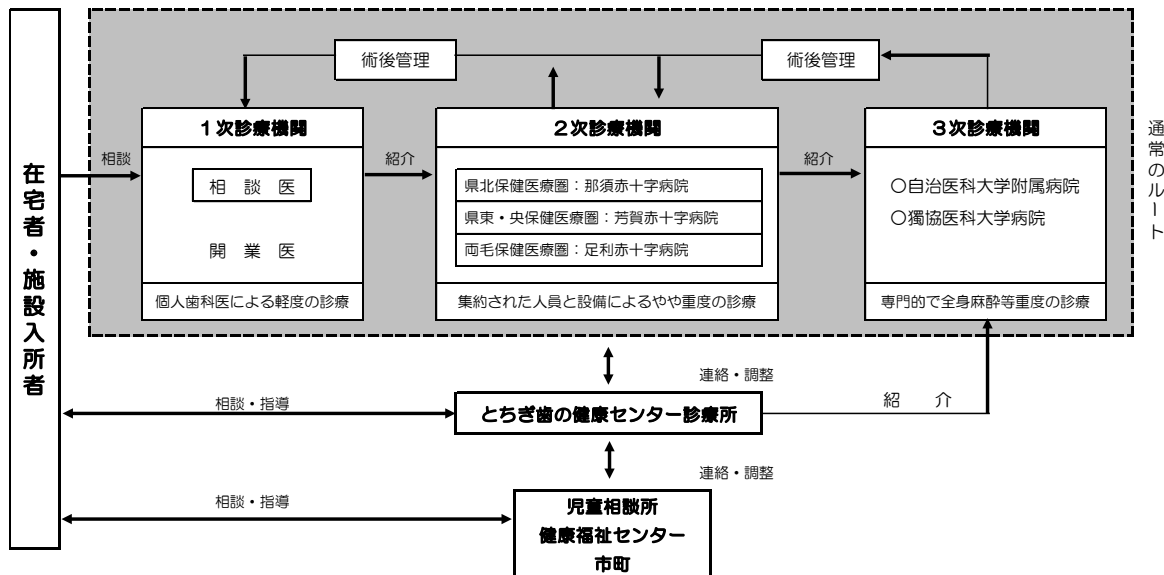 在宅者・施設入所者
相談
術後管理
術後管理
1次診療機関
相 談 医
開 業 医
個人歯科医による軽度の診療
紹介
2次診療機関
県北保健医療圏：那須赤十字病院
県東・央保健医療圏：芳賀赤十字病院
両毛保健医療圏：足利赤十字病院
集約された人員と設備によるやや重度の診療
紹介
3次診療機関
○自治医科大学附属病院
○獨協医科大学病院
専門的で全身麻酔等重度の診療
通常のルート
連絡・調整
相談・指導
とちぎ歯の健康センター診療所
紹 介
連絡・調整
相談・指導
児童相談所
健康福祉センター
市町